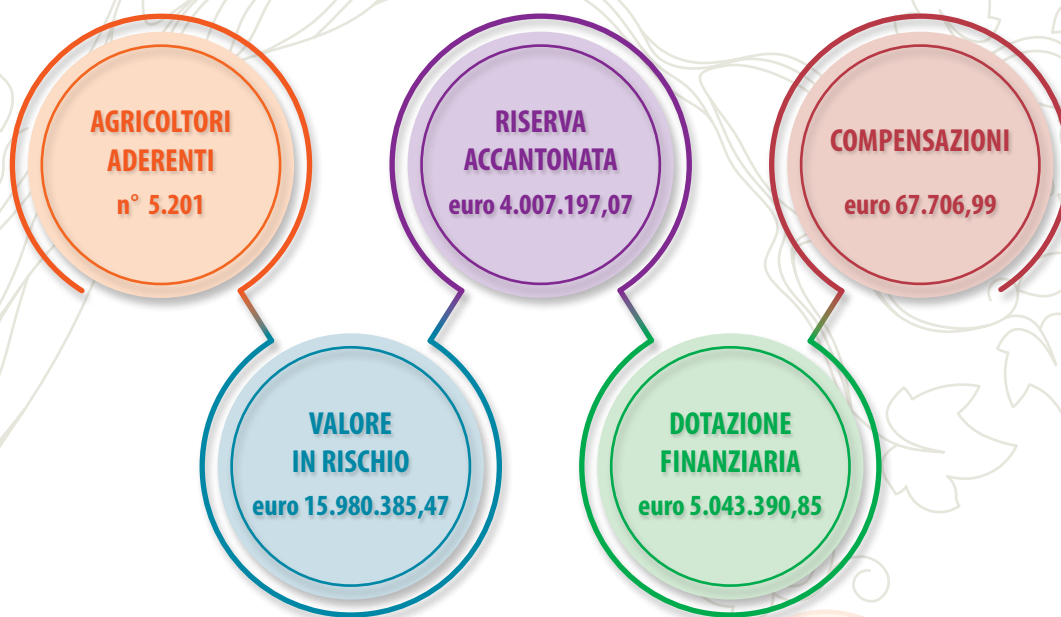 AGRICOLTORI
ADERENTI
n° 5.201
VALORE
IN RISCHIO
euro 15.980.385,47
RISERVA
ACCANTONATA
euro 4.007.197,07
DOTAZIONE
FINANZIARIA
euro 5.043.390,85
COMPENSAZIONI
euro 67.706,99